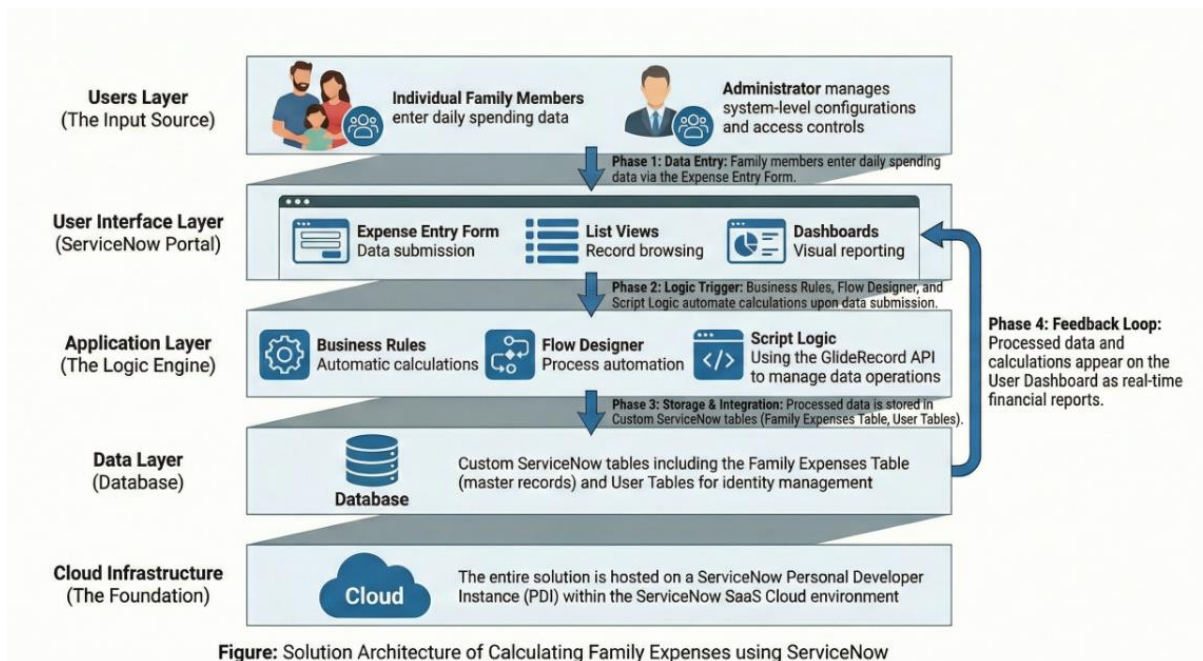 Users Layer
(The Input Source)
Individual Family Members
enter daily spending data
Administrator manages
system-level configurations
and access controls
Phase 1: Data Entry: Family members enter daily spending
data via the Expense Entry Form.
User Interface Layer
(ServiceNow Portal)
Expense Entry Form
Data submission
List Views
Record browsing
Dashboards
Visual reporting
Phase 2: Logic Trigger: Business Rules, Flow Designer, and
Script Logic automate calculations upon data submission.
Application Layer
(The Logic Engine)
Business Rules
Automatic calculations
Flow Designer
Process automation
</>
Script Logic
Using the GlideRecord API
to manage data operations
Phase 4: Feedback Loop:
Processed data and
calculations appear on the
User Dashboard as real-time
financial reports.
Phase 3: Storage & Integration: Processed data is stored in
Custom ServiceNow tables (Family Expenses Table, User Tables).
Data Layer
(Database)
Database
Custom ServiceNow tables including the Family Expenses Table
(master records) and User Tables for identity management
Cloud Infrastructure
(The Foundation)
Cloud
The entire solution is hosted on a ServiceNow Personal Developer
Instance (PDI) within the ServiceNow SaaS Cloud environment
Figure: Solution Architecture of Calculating Family Expenses using ServiceNow